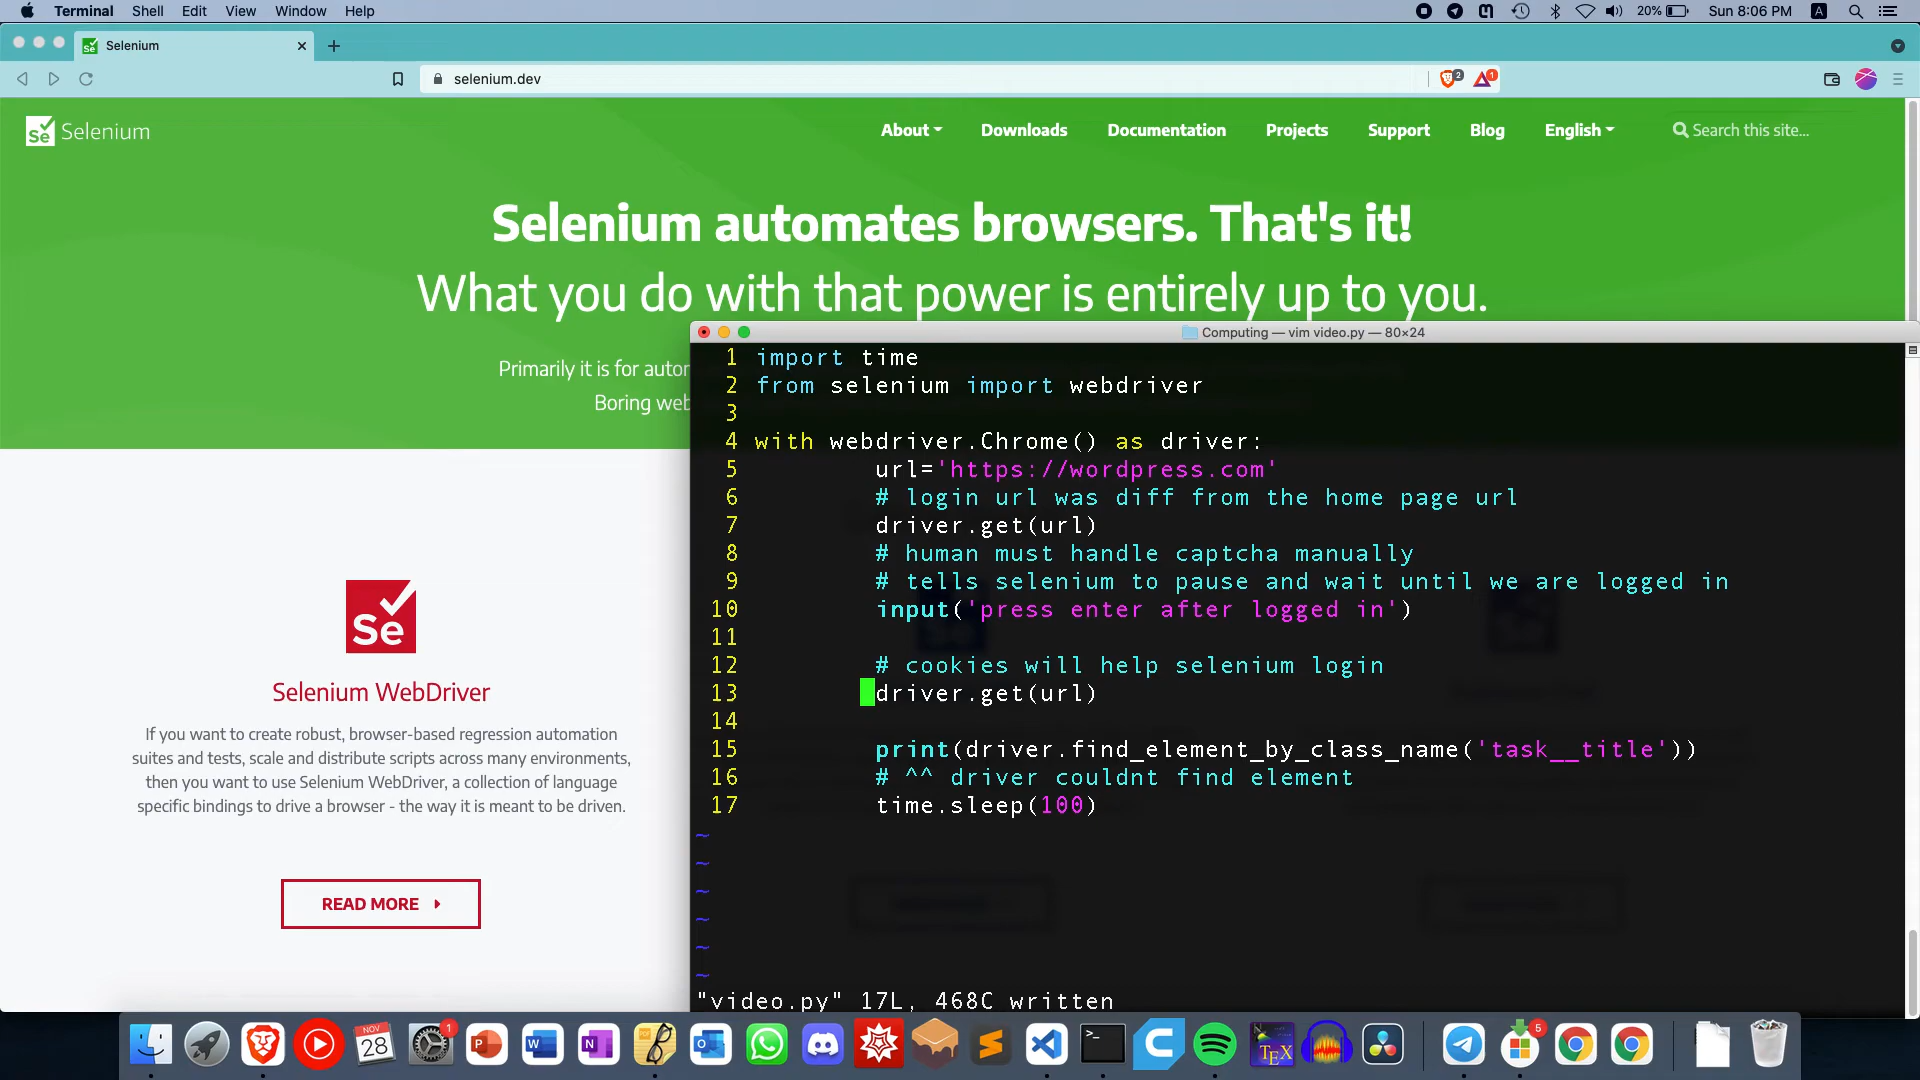 Terminal Shell Edit View Window Help
20% Sun 8:06 PM A
Selenium
selenium.dev
2
1
Se Selenium
About Downloads Documentation Projects Support Blog English Search this site...
Selenium automates browsers. That's it!
What you do with that power is entirely up to you.
Primarily it is for autor
Boring web
Se
Selenium WebDriver
If you want to create robust, browser-based regression automation
suites and tests, scale and distribute scripts across many environments,
then you want to use Selenium WebDriver, a collection of language
specific bindings to drive a browser - the way it is meant to be driven.
READ MORE
Computing — vim video.py — 80×24
1 import time
2 from selenium import webdriver
3
4 with webdriver.Chrome() as driver:
5 url='https://wordpress.com'
6 # login url was diff from the home page url
7 driver.get(url)
8 # human must handle captcha manually
9 # tells selenium to pause and wait until we are logged in
10 input('press enter after logged in')
11
12 # cookies will help selenium login
13 driver.get(url)
14
15 print(driver.find_element_by_class_name('task__title'))
16 # ^^ driver couldnt find element
17 time.sleep(100)
~
~
~
~
~
~
"video.py" 17L, 468C written
NOV
28
1
P
W
N
O
S
>_
C
TEX
5